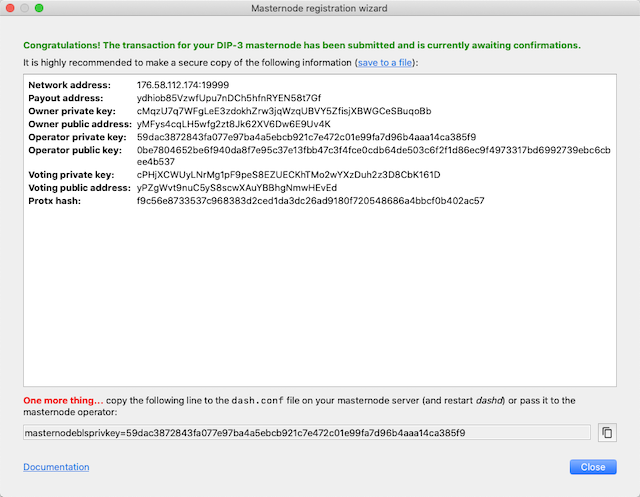 Masternode registration wizard
Congratulations! The transaction for your DIP-3 masternode has been submitted and is currently awaiting confirmations.
It is highly recommended to make a secure copy of the following information (save to a file):
Network address: 176.58.112.174:19999
Payout address: ydhiob85VzwfUpu7nDCh5hfnRYEN58t7Gf
Owner private key: cMqzU7q7WFgLeE3zdokhZrw3jqWzqUBVY5ZfisjXBWGCeSBuqoBb
Owner public address: yMFys4cqLH5wfg2zt8Jk62XV6Dw6E9Uv4K
Operator private key: 59dac3872843fa077e97ba4a5ebcb921c7e472c01e99fa7d96b4aaa14ca385f9
Operator public key: 0be7804652be6f940da8f7e95c37e13fbb47c3f4fce0cdb64de503c6f2f1d86ec9f4973317bd6992739ebc6cb
ee4b537
Voting private key: cPHjXCWUyLNrMg1pF9peS8EZUECKhTMo2wYXzDuh2z3D8CbK161D
Voting public address: yPZgWvt9nuC5yS8scwXAuYBBhgNmwHEvEd
Protx hash: f9c56e8733537c968383d2ced1da3dc26ad9180f720548686a4bbcf0b402ac57
One more thing... copy the following line to the dash.conf file on your masternode server (and restart dashd) or pass it to the
masternode operator:
masternodeblsprivkey=59dac3872843fa077e97ba4a5ebcb921c7e472c01e99fa7d96b4aaa14ca385f9
Documentation
Close